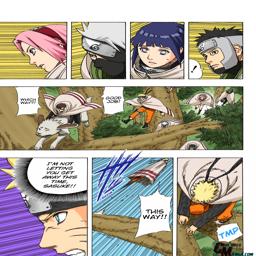 !
WHICH
WAY?!
GOOD
JOB!
I'M NOT
LETTING
YOU GET
AWAY THIS
TIME,
SASUKE!!
THIS
WAY!!
TMP